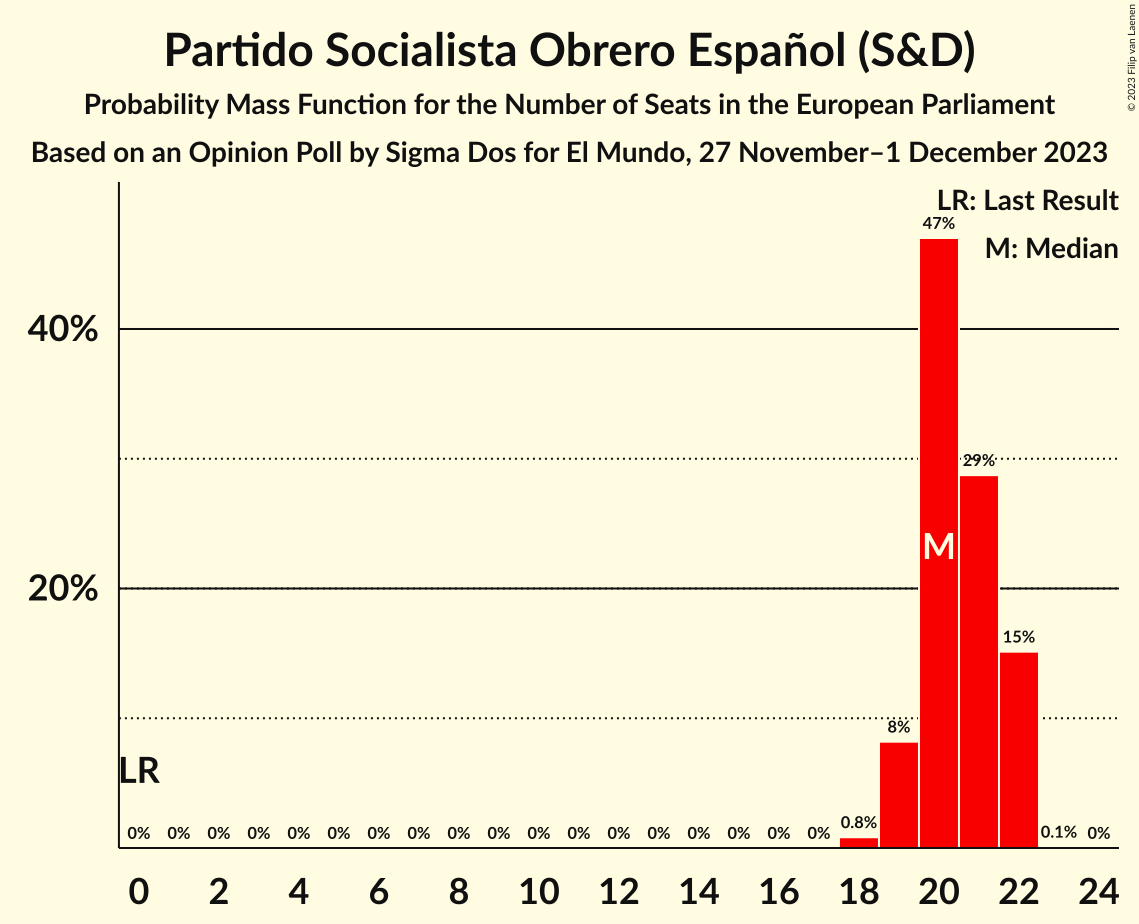 Partido Socialista Obrero Español (S&D)
Probability Mass Function for the Number of Seats in the European Parliament
Based on an Opinion Poll by Sigma Dos for El Mundo, 27 November–1 December 2023
© 2023 Filip van Laenen
LR: Last Result
M: Median
47%
40%
29%
M
20%
15%
8%
LR
0% 0% 0% 0% 0% 0% 0% 0% 0% 0% 0% 0% 0% 0% 0% 0% 0% 0% 0.8% 0.1% 0%
0 2 4 6 8 10 12 14 16 18 20 22 24